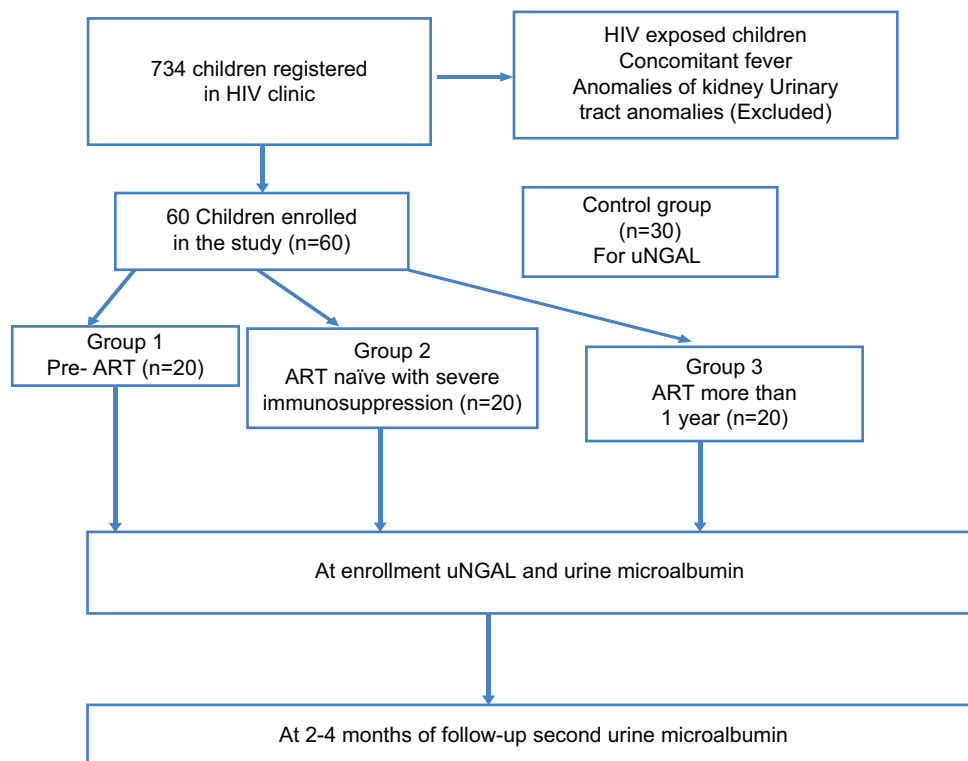 734 children registered
in HIV clinic
HIV exposed children
Concomitant fever
Anomalies of kidney Urinary
tract anomalies (Excluded)
60 Children enrolled
in the study (n=60)
Control group
(n=30)
For uNGAL
Group 1
Pre- ART (n=20)
Group 2
ART naïve with severe
immunosuppression (n=20)
Group 3
ART more than
1 year (n=20)
At enrollment uNGAL and urine microalbumin
At 2-4 months of follow-up second urine microalbumin